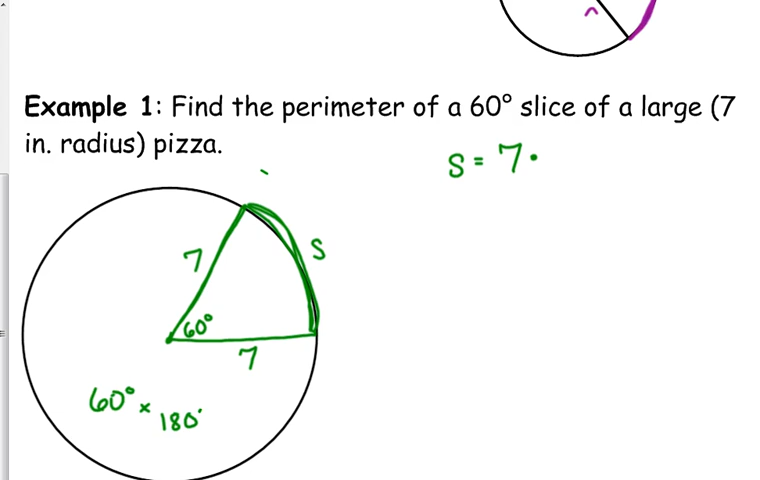 Example 1: Find the perimeter of a 60° slice of a large (7
in. radius) pizza.
S = 7 •
7
S
60°
7
60° × 180°